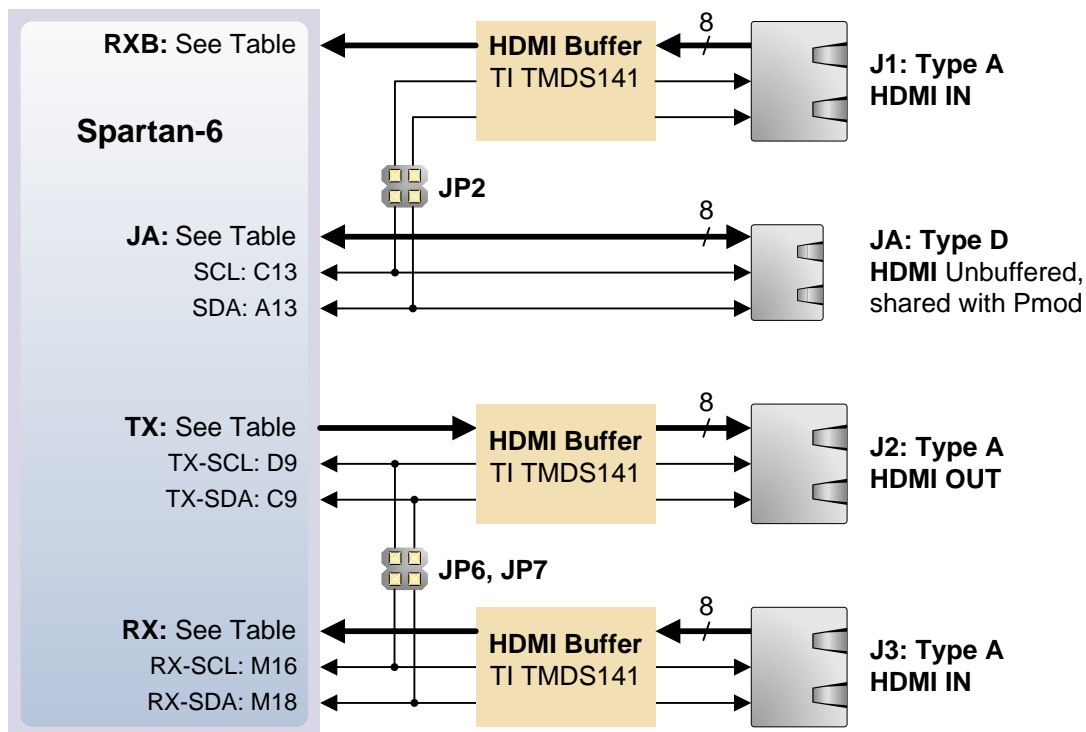 RXB: See Table
HDMI Buffer
TI TMDS141
8
J1: Type A
HDMI IN
Spartan-6
JP2
JA: See Table
SCL: C13
SDA: A13
8
JA: Type D
HDMI Unbuffered,
shared with Pmod
TX: See Table
TX-SCL: D9
TX-SDA: C9
HDMI Buffer
TI TMDS141
8
J2: Type A
HDMI OUT
JP6, JP7
RX: See Table
RX-SCL: M16
RX-SDA: M18
HDMI Buffer
TI TMDS141
8
J3: Type A
HDMI IN